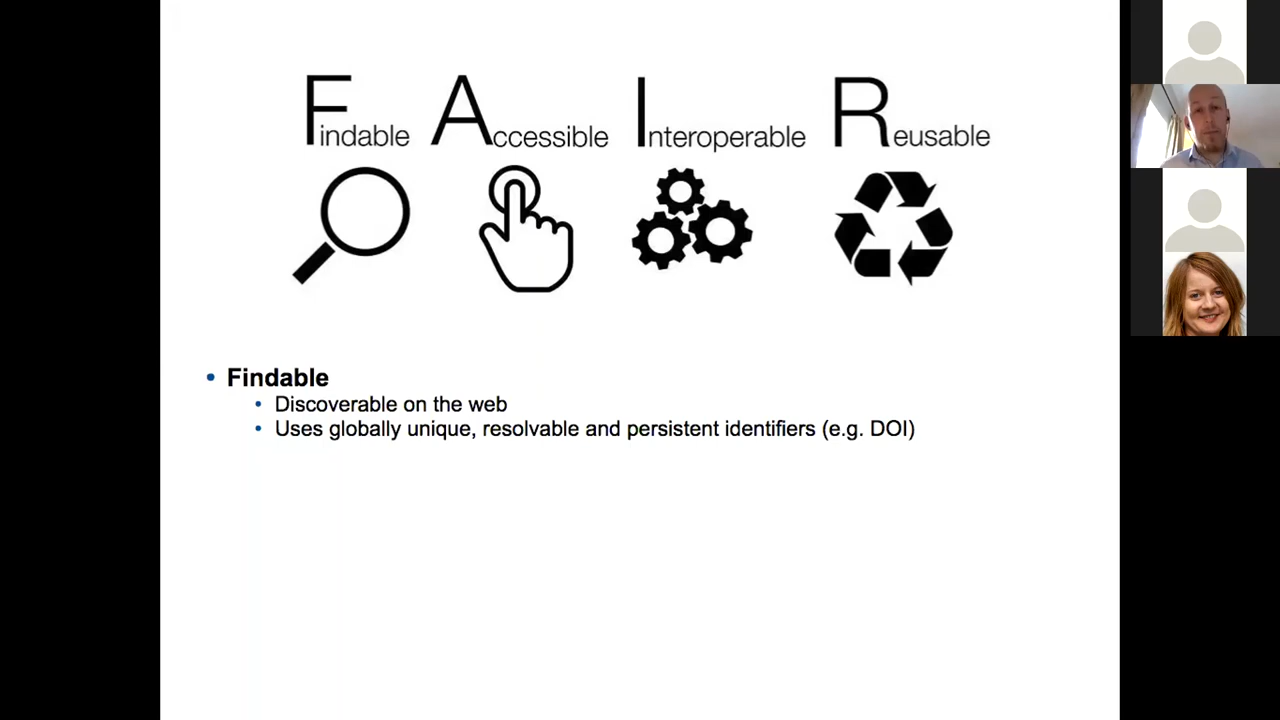 Findable Accessible Interoperable Reusable
• Findable
• Discoverable on the web
• Uses globally unique, resolvable and persistent identifiers (e.g. DOI)